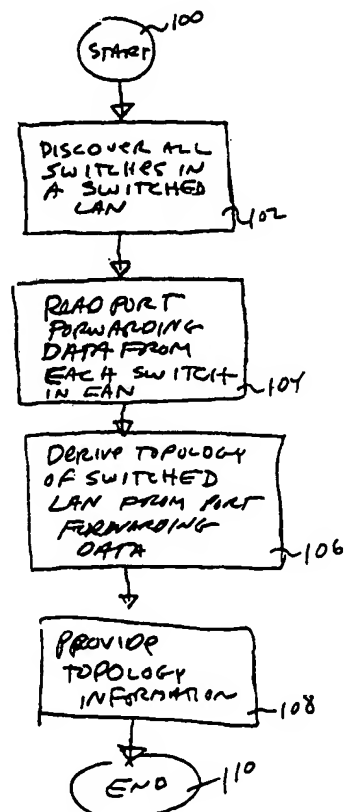 100
START
DISCOVER ALL
SWITCHES IN
A SWITCHED
LAN
102
READ PORT
FORWARDING
DATA FROM
EACH SWITCH
IN LAN
104
DERIVE TOPOLOGY
OF SWITCHED
LAN FROM PORT
FORWARDING
DATA
106
PROVIDE
TOPOLOGY
INFORMATION
108
END
110